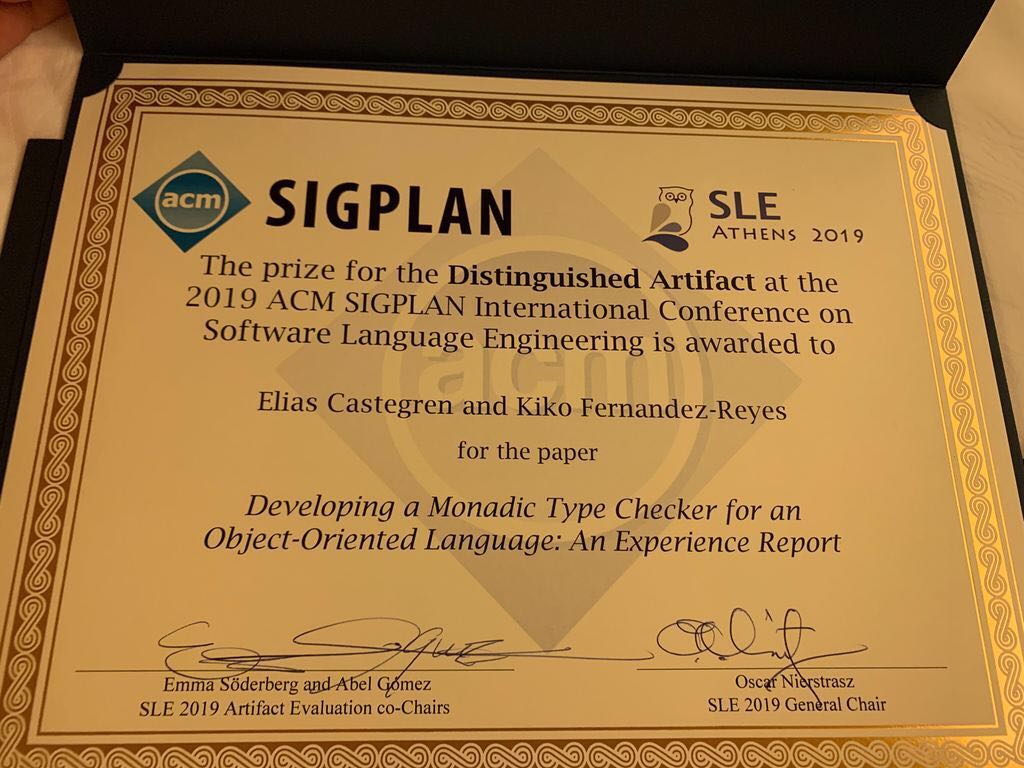 acm SIGPLAN
SLE
ATHENS 2019
The prize for the Distinguished Artifact at the
2019 ACM SIGPLAN International Conference on
Software Language Engineering is awarded to
acm
Elias Castegren and Kiko Fernandez-Reyes
for the paper
Developing a Monadic Type Checker for an
Object-Oriented Language: An Experience Report
Emma Söderberg and Abel Gómez
SLE 2019 Artifact Evaluation co-Chairs
Oscar Nierstrasz
SLE 2019 General Chair